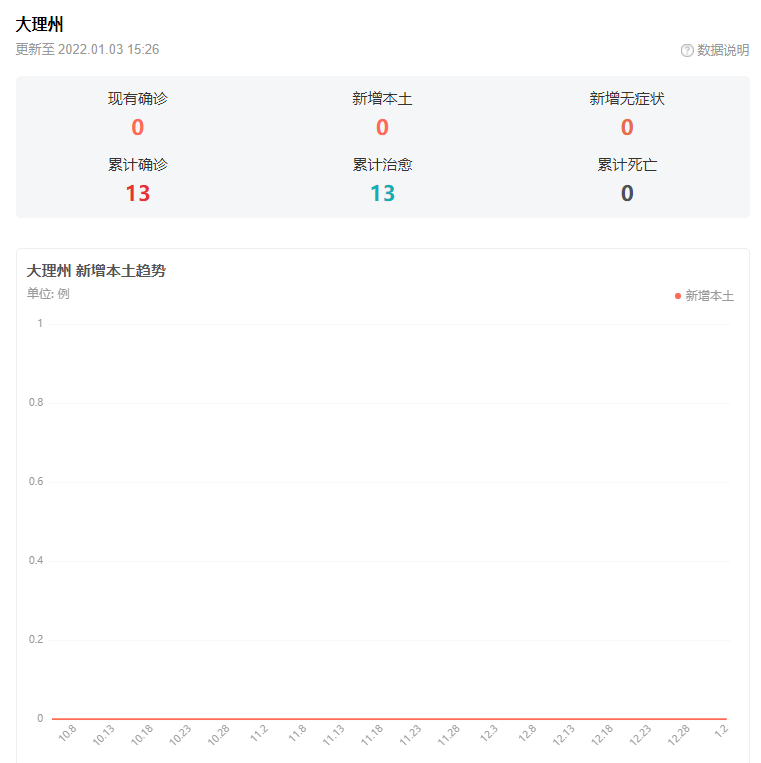 大理州
更新至 2022.01.03 15:26
? 数据说明
现有确诊 新增本土 新增无症状
0 0 0
累计确诊 累计治愈 累计死亡
13 13 0
大理州 新增本土趋势
单位: 例
新增本土
1
0.8
0.6
0.4
0.2
0
10.8 10.13 10.18 10.23 10.28 11.2 11.8 11.13 11.18 11.23 11.28 12.3 12.8 12.13 12.18 12.23 12.28 1.2